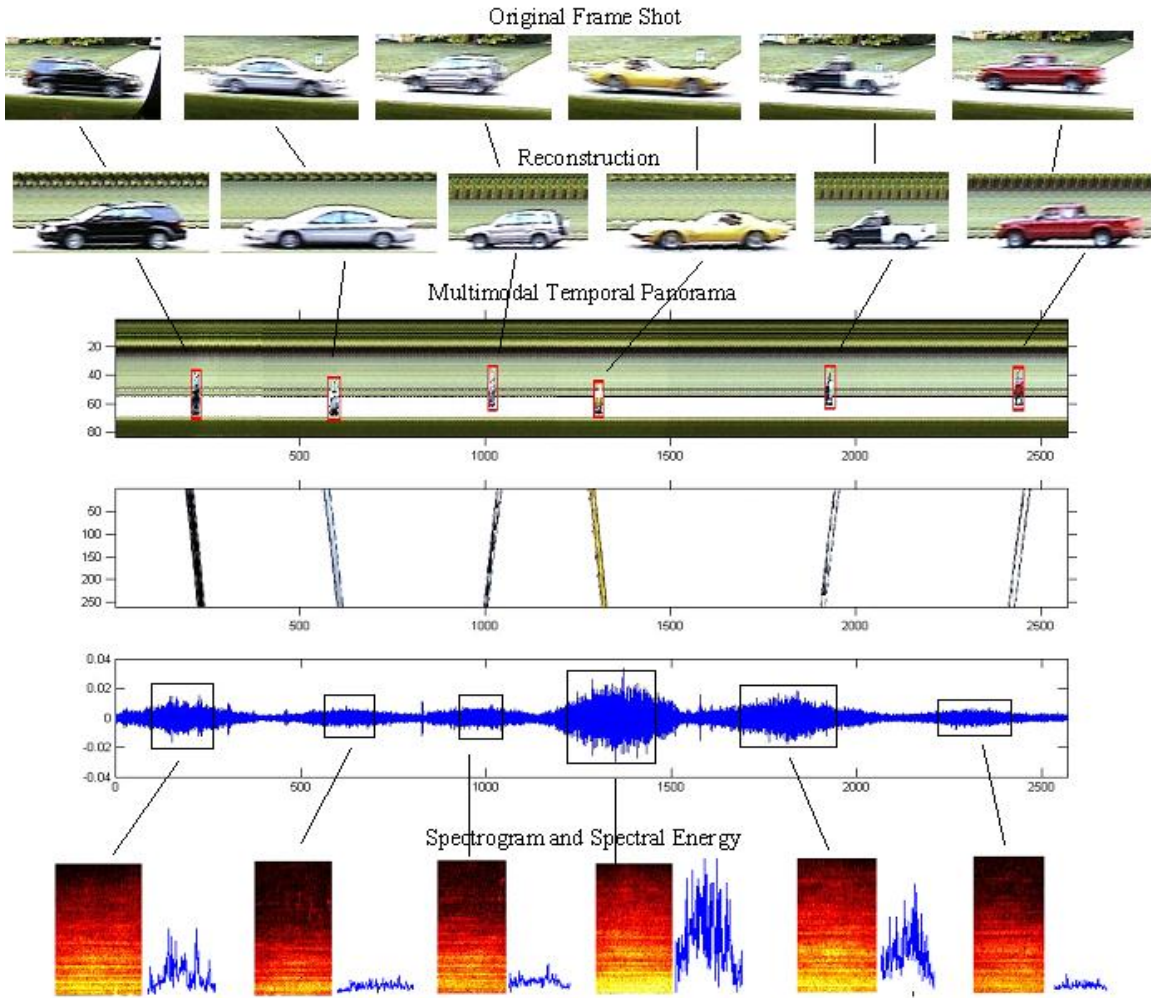 Original Frame Shot
Reconstruction
Multimodal Temporal Panorama
20
40
60
80
500 1000 1500 2000 2500
50
100
150
200
250
500 1000 1500 2000 2500
0.04
0.02
0
-0.02
-0.04
0 500 1000 1500 2000 2500
Spectrogram and Spectral Energy